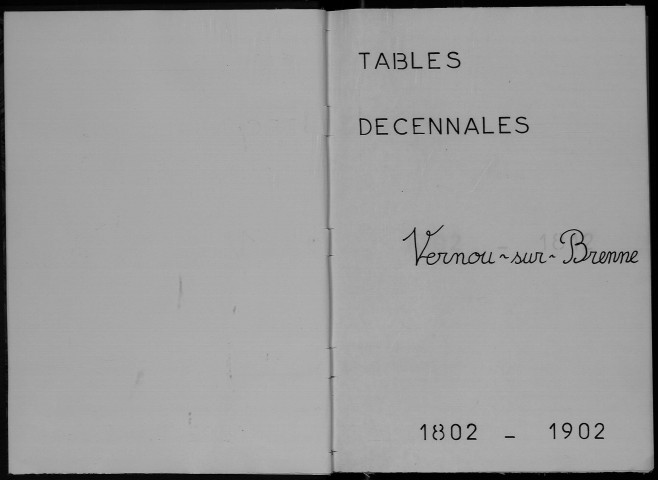 TABLES
DECENNALES
Vernou-sur-Brenne
1802 - 1902